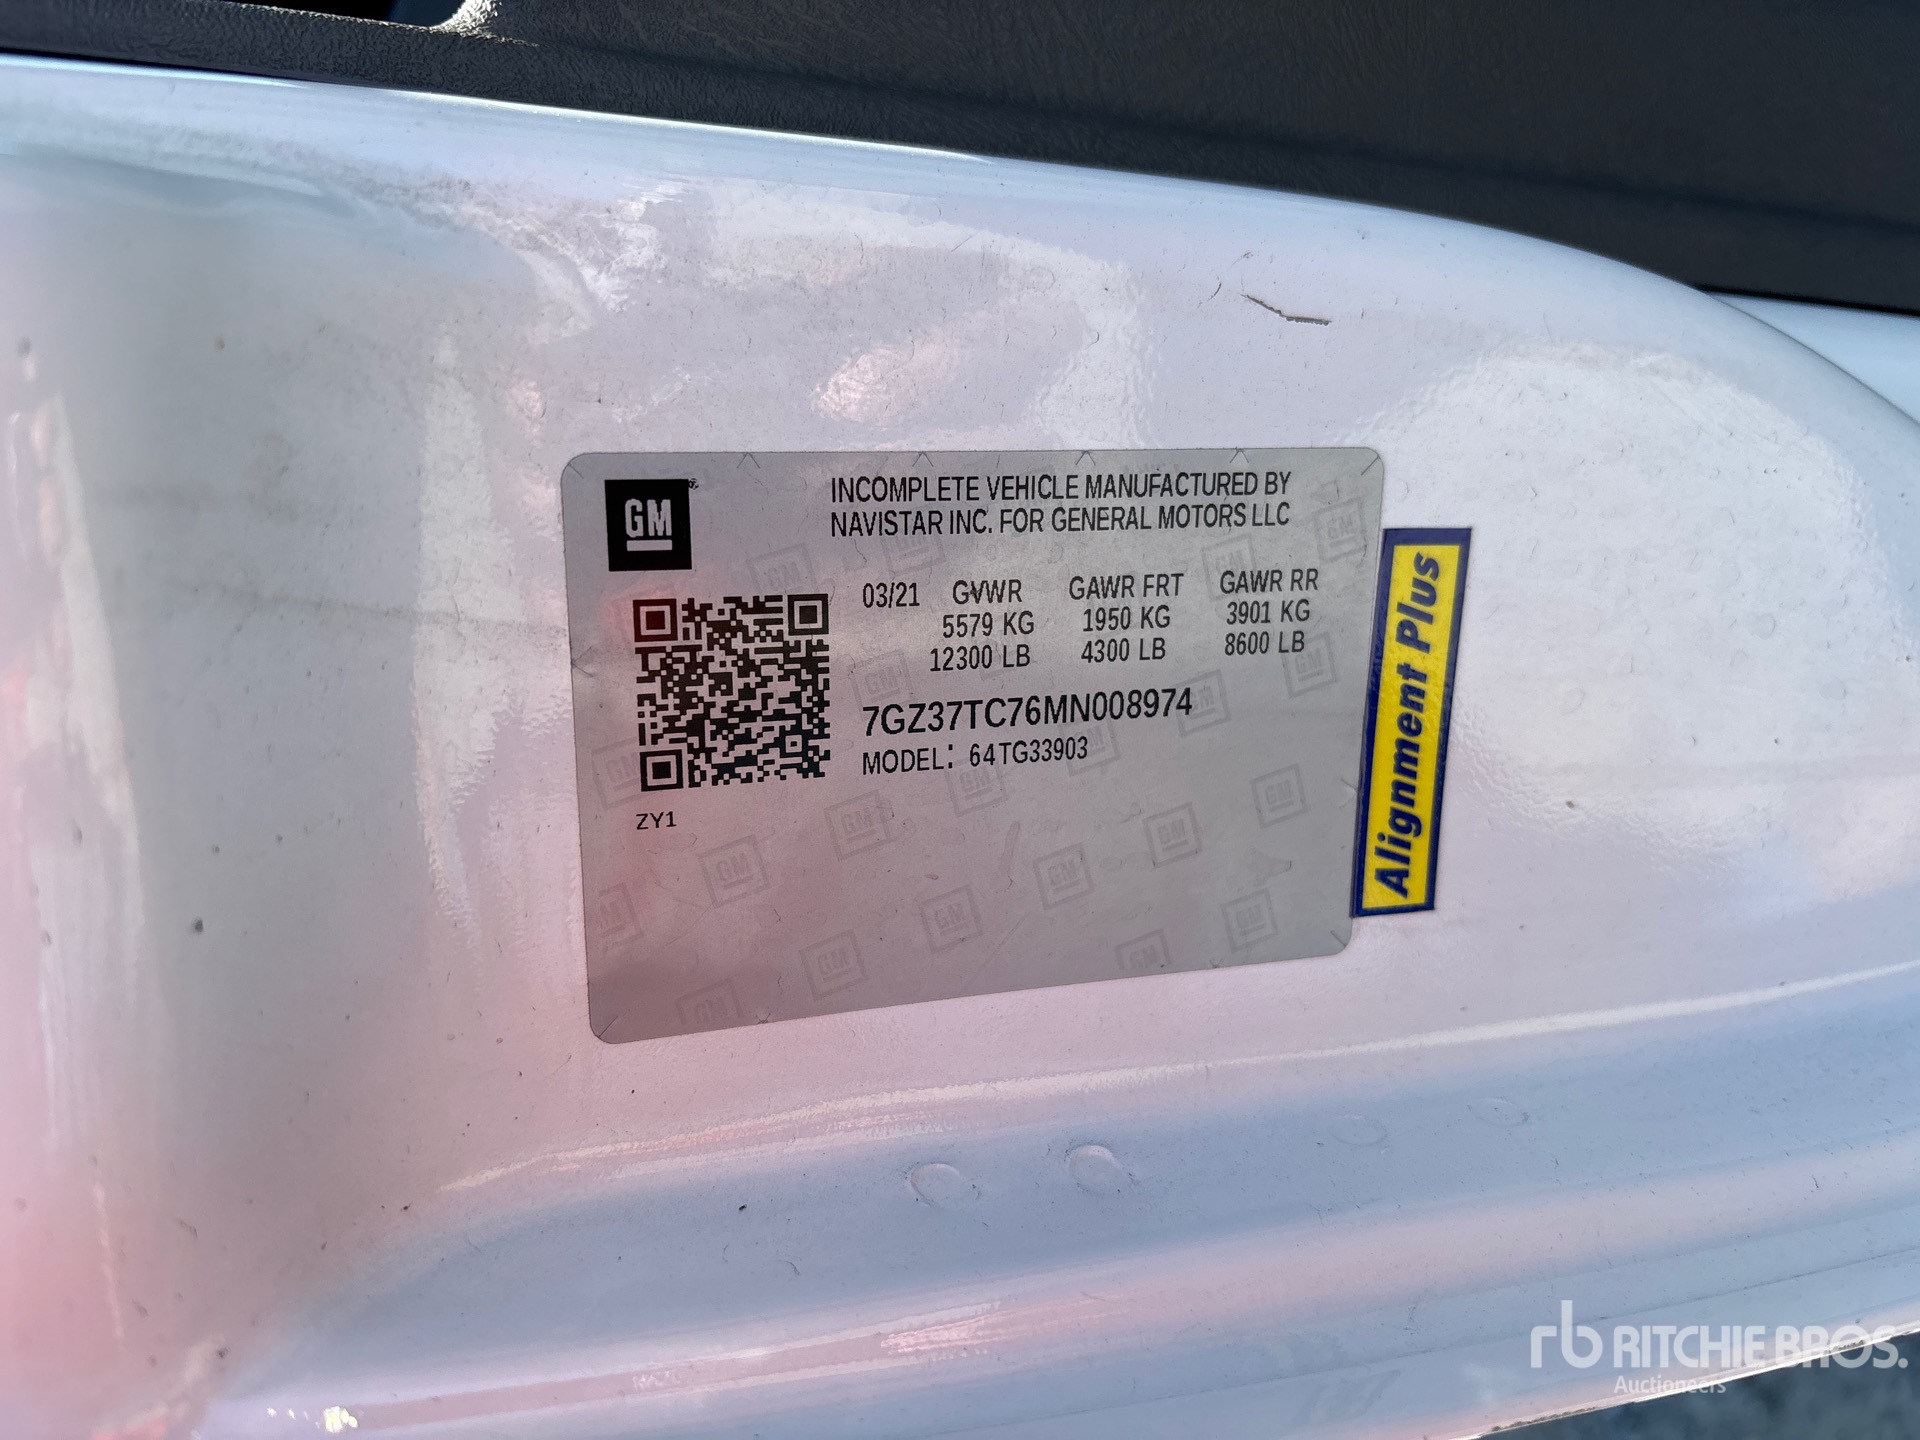 GM
INCOMPLETE VEHICLE MANUFACTURED BY
NAVISTAR INC. FOR GENERAL MOTORS LLC
03/21 GVWR GAWR FRT GAWR RR
5579 KG 1950 KG 3901 KG
12300 LB 4300 LB 8600 LB
7GZ37TC76MN008974
MODEL: 64TG33903
ZY1
Alignment Plus
rb RITCHIE BROS.
Auctioneers